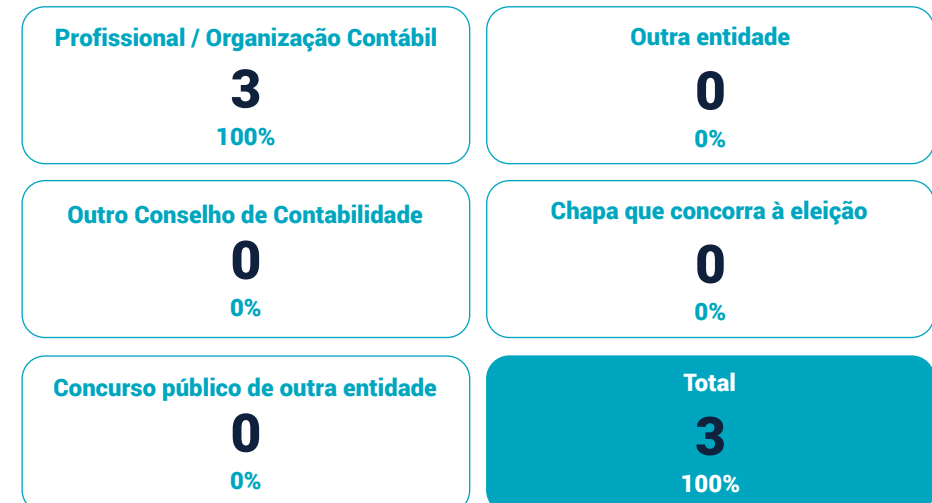 Profissional / Organização Contábil
3
100%
Outra entidade
0
0%
Outro Conselho de Contabilidade
0
0%
Chapa que concorra à eleição
0
0%
Concurso público de outra entidade
0
0%
Total
3
100%